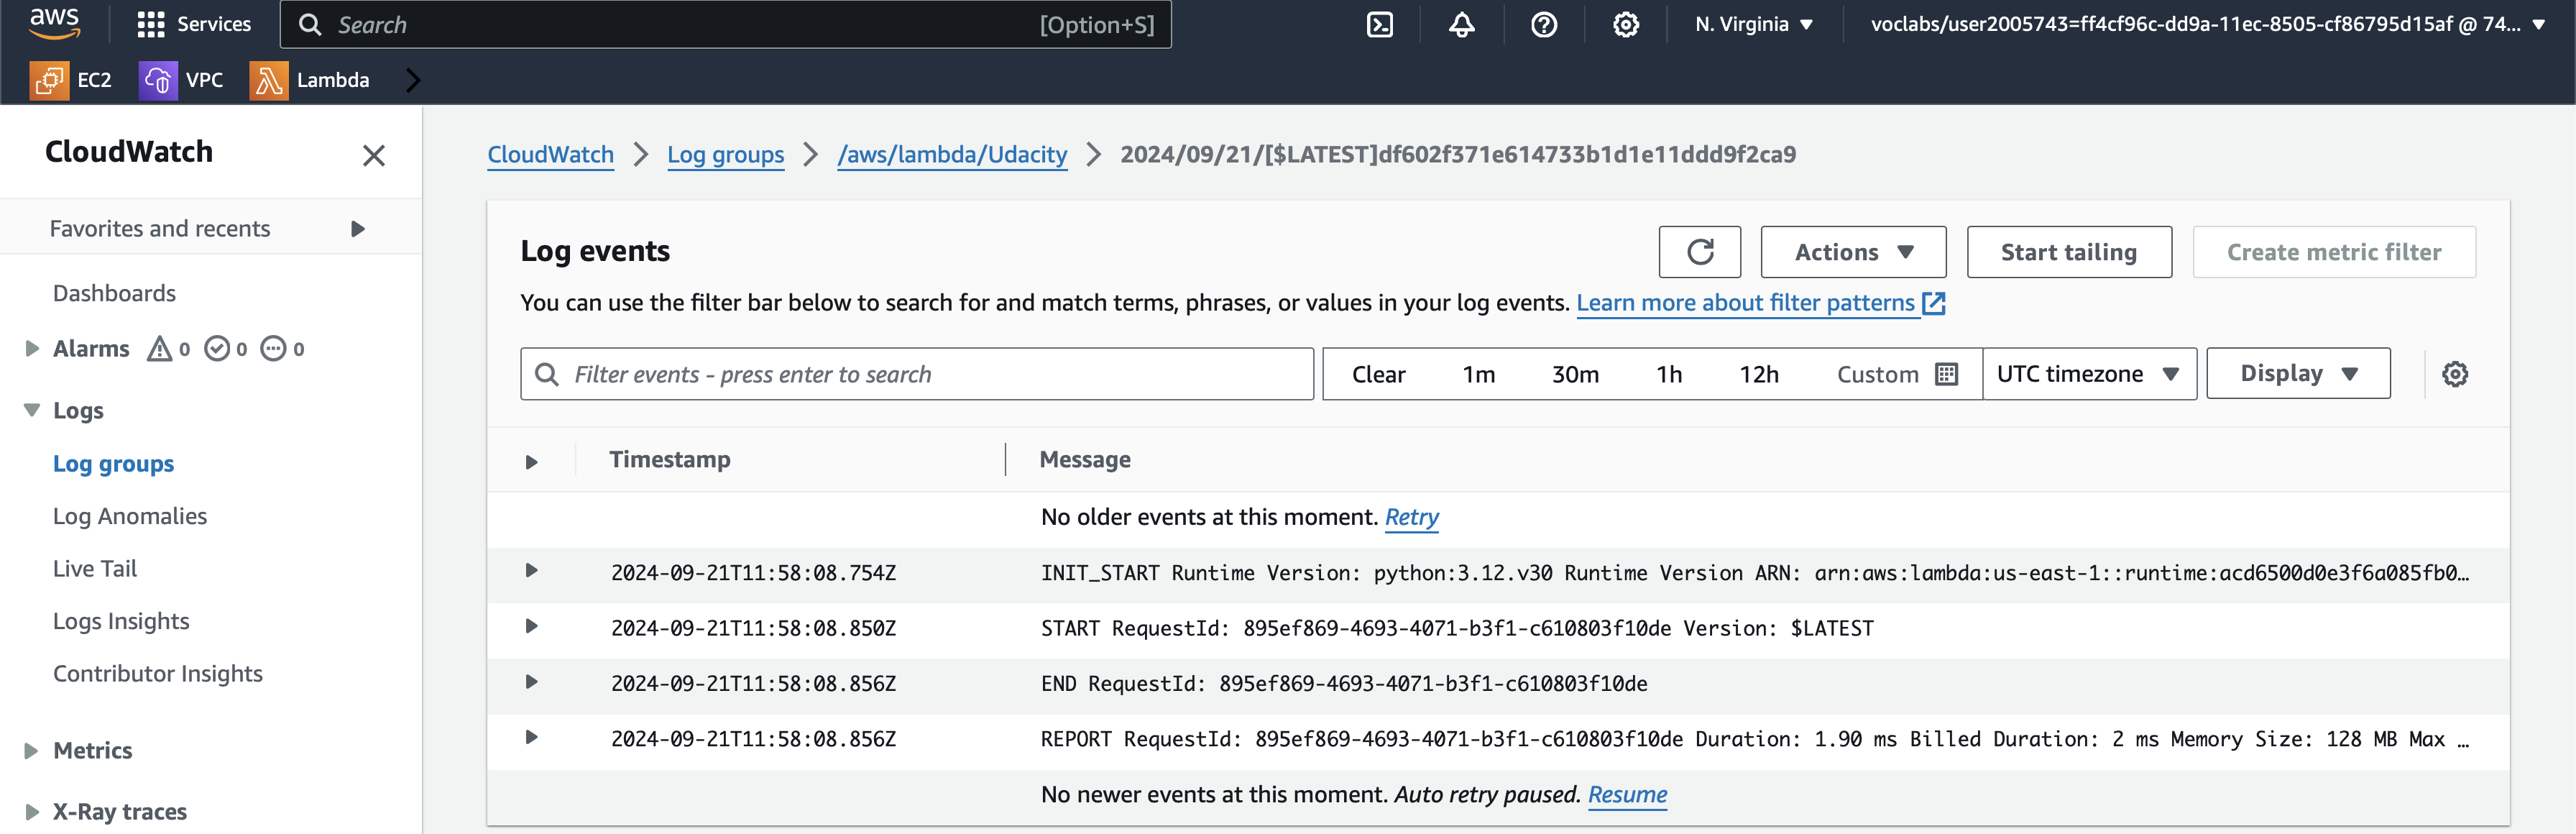 aws
Services
Search
[Option+S]
N. Virginia
voclabs/user2005743=ff4cf96c-dd9a-11ec-8505-cf86795d15af @ 74...
EC2
VPC
Lambda
CloudWatch
Favorites and recents
Dashboards
Alarms 0 0 0
Logs
Log groups
Log Anomalies
Live Tail
Logs Insights
Contributor Insights
Metrics
X-Ray traces
CloudWatch
Log groups
/aws/lambda/Udacity
2024/09/21/[$LATEST]df602f371e614733b1d1e11ddd9f2ca9
Log events
Actions
Start tailing
Create metric filter
You can use the filter bar below to search for and match terms, phrases, or values in your log events. Learn more about filter patterns
Filter events - press enter to search
Clear 1m 30m 1h 12h Custom
UTC timezone
Display
Timestamp Message
No older events at this moment. Retry
2024-09-21T11:58:08.754Z INIT_START Runtime Version: python:3.12.v30 Runtime Version ARN: arn:aws:lambda:us-east-1::runtime:acd6500d0e3f6a085fb0…
2024-09-21T11:58:08.850Z START RequestId: 895ef869-4693-4071-b3f1-c610803f10de Version: $LATEST
2024-09-21T11:58:08.856Z END RequestId: 895ef869-4693-4071-b3f1-c610803f10de
2024-09-21T11:58:08.856Z REPORT RequestId: 895ef869-4693-4071-b3f1-c610803f10de Duration: 1.90 ms Billed Duration: 2 ms Memory Size: 128 MB Max …
No newer events at this moment. Auto retry paused. Resume